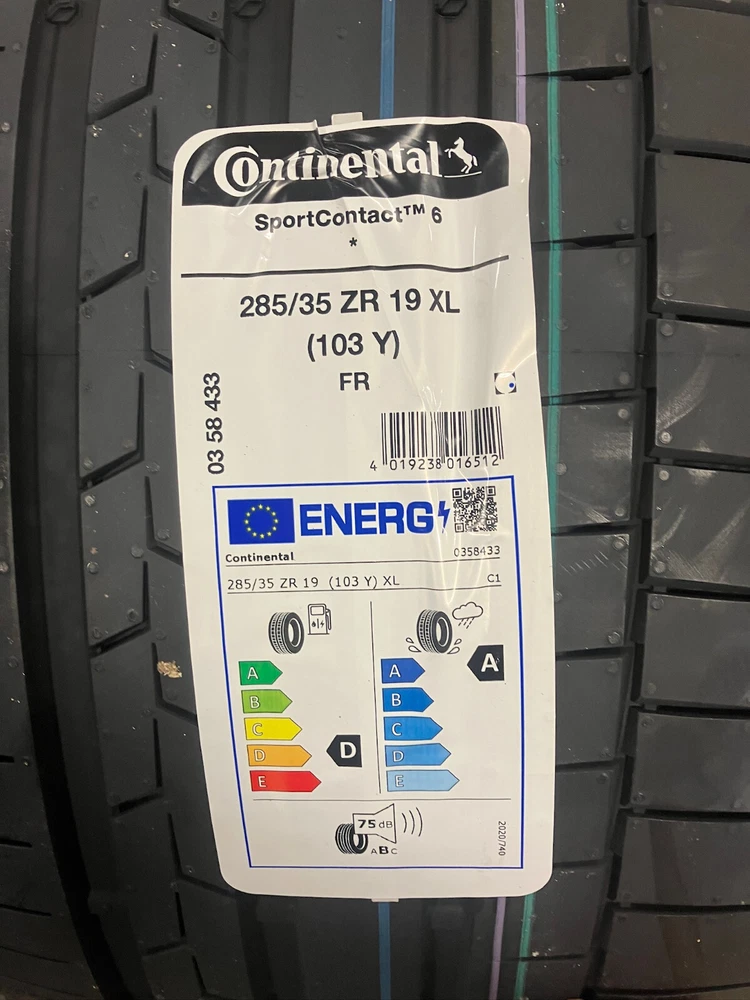 Continental
SportContact™ 6
*
285/35 ZR 19 XL
(103 Y)
FR
03 58 433
4 019238 016512
ENERG
Continental 0358433
285/35 ZR 19 (103 Y) XL C1
A A A
B B
C C
D D D
E E
75 dB
ABC
2020/740